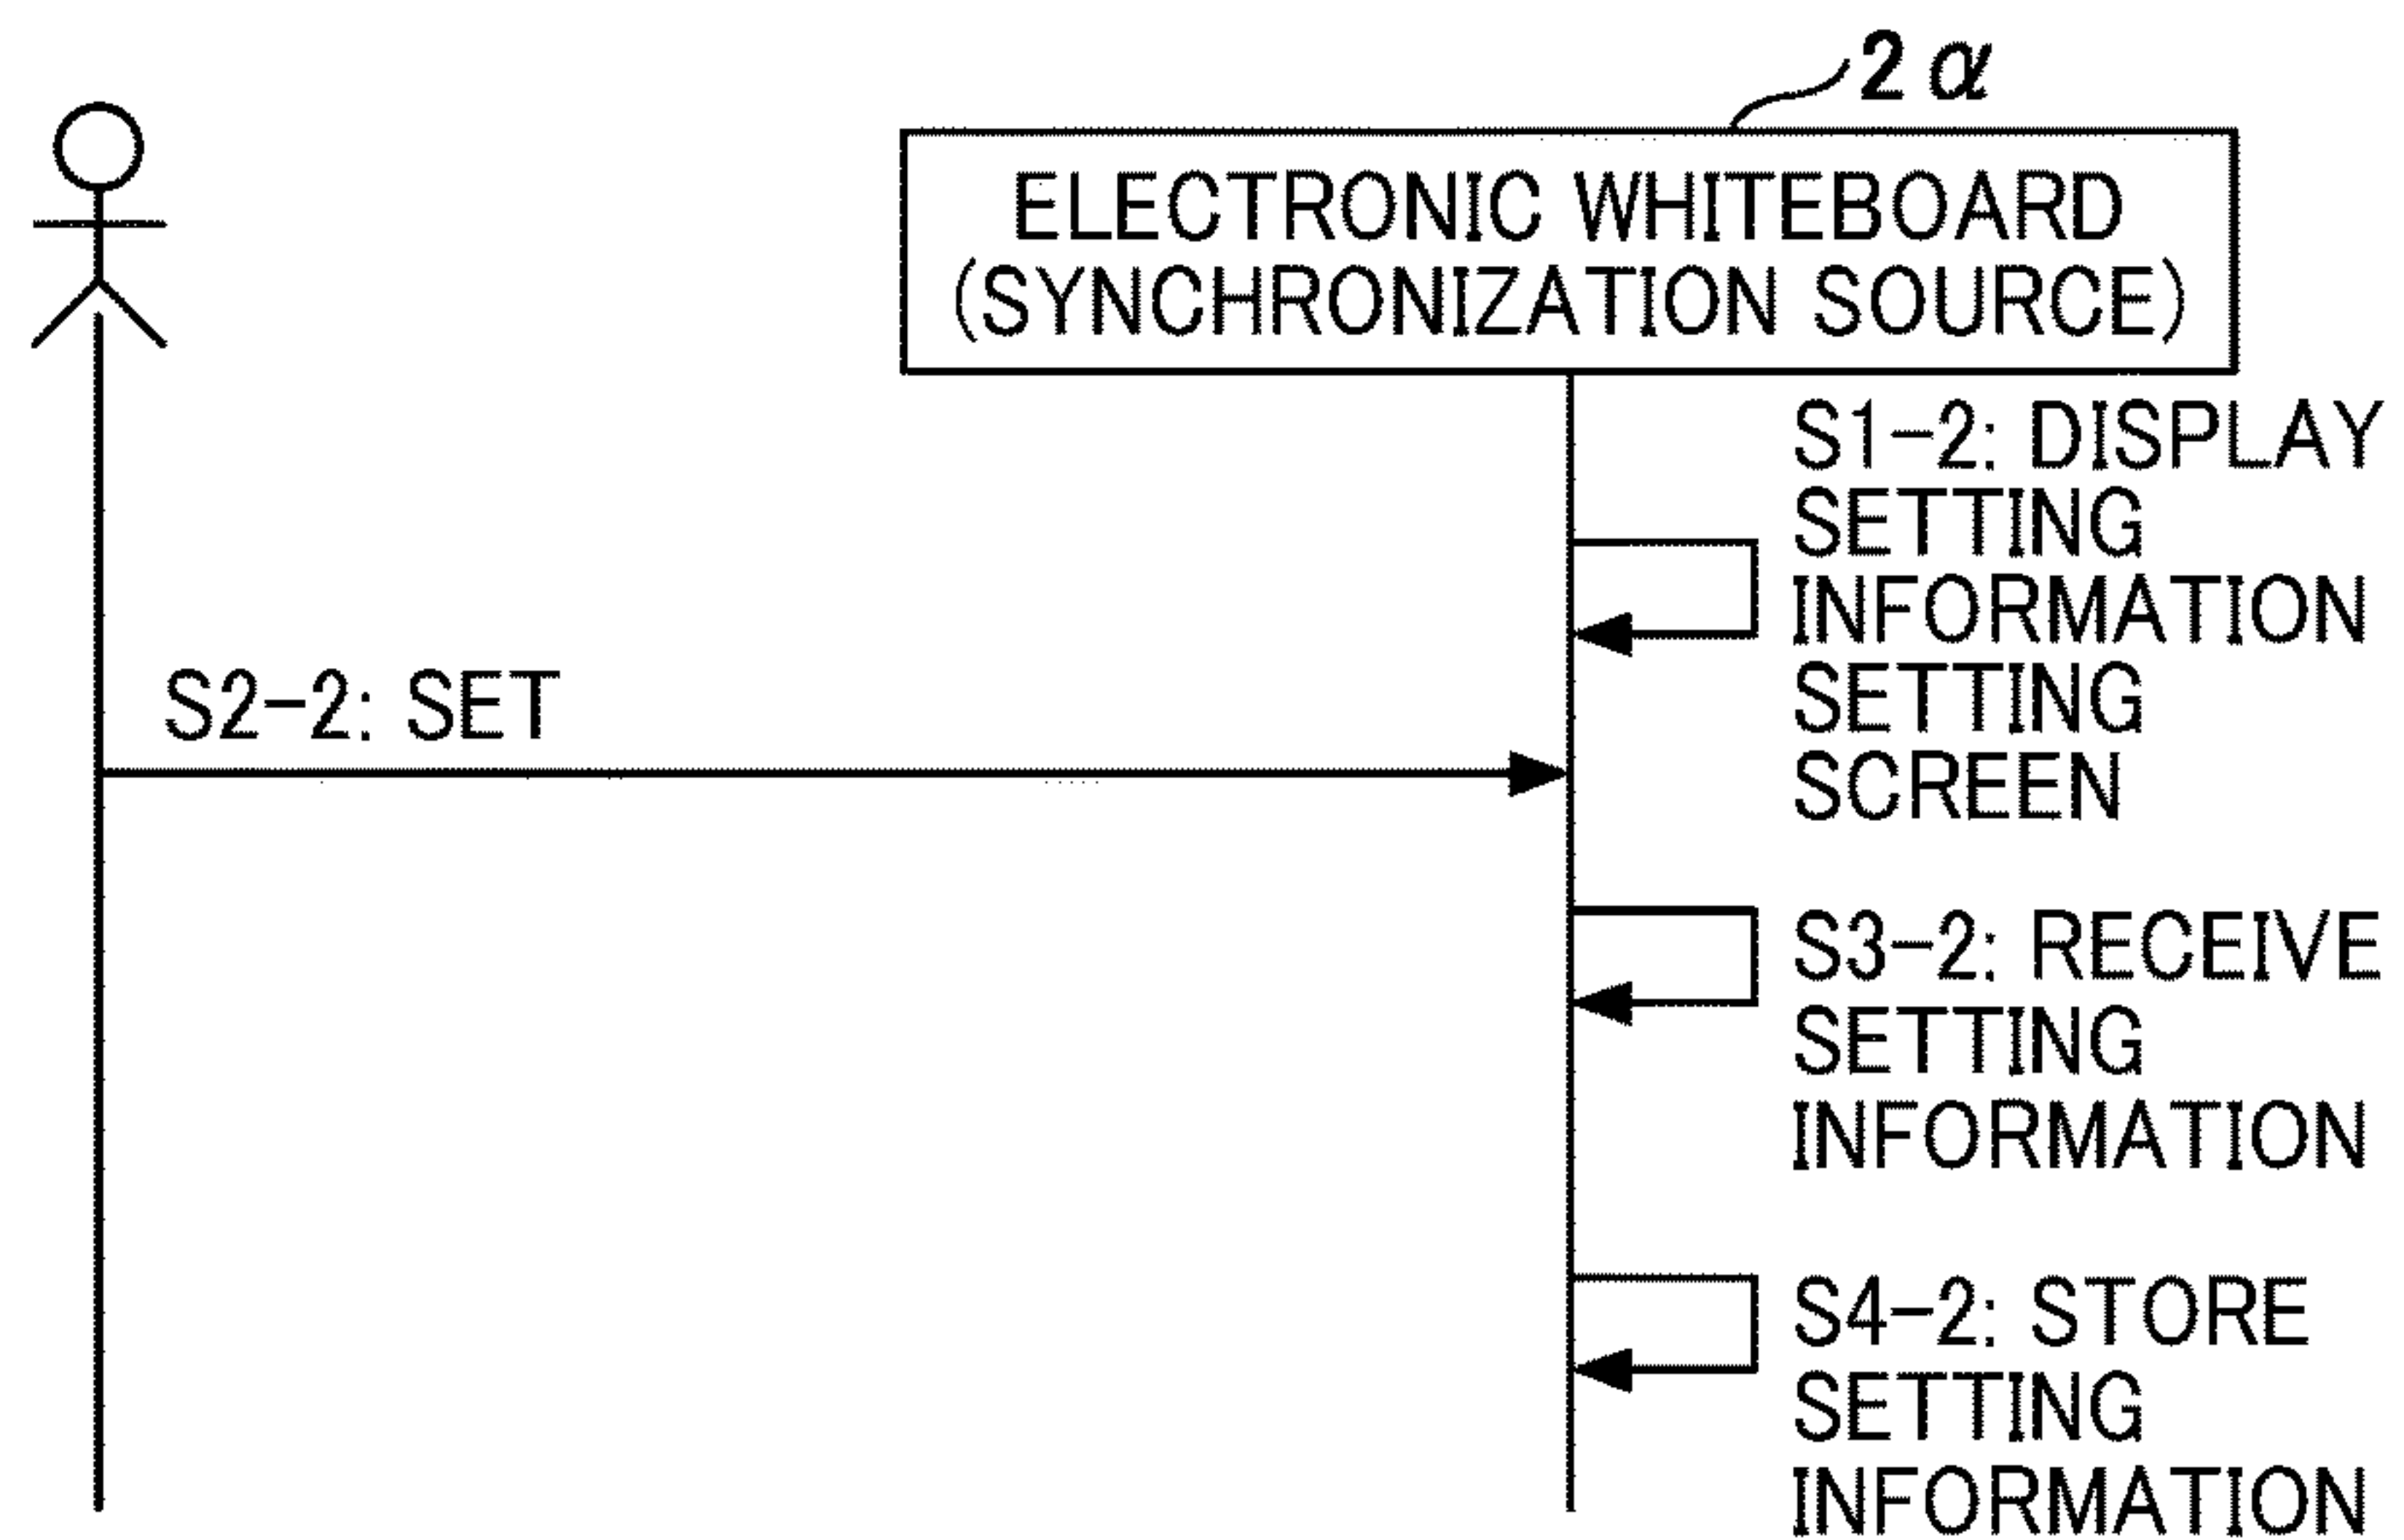 2α
ELECTRONIC WHITEBOARD
(SYNCHRONIZATION SOURCE)
S1-2: DISPLAY
SETTING
INFORMATION
SETTING
SCREEN
S2-2: SET
S3-2: RECEIVE
SETTING
INFORMATION
S4-2: STORE
SETTING
INFORMATION